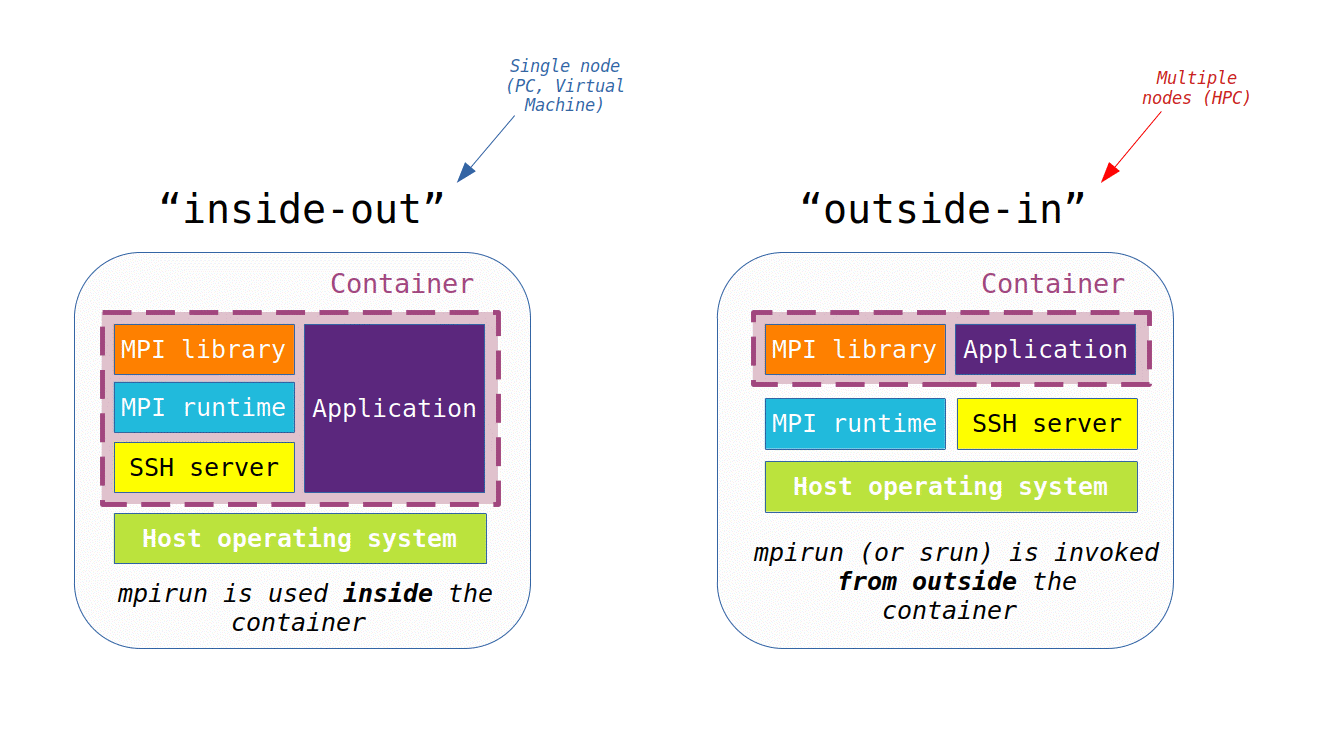 Single node
(PC, Virtual
Machine)
“inside-out”
Container
MPI library
MPI runtime
SSH server
Application
Host operating system
mpirun is used inside the
container
Multiple
nodes (HPC)
“outside-in”
Container
MPI library
Application
MPI runtime
SSH server
Host operating system
mpirun (or srun) is invoked
from outside the
container